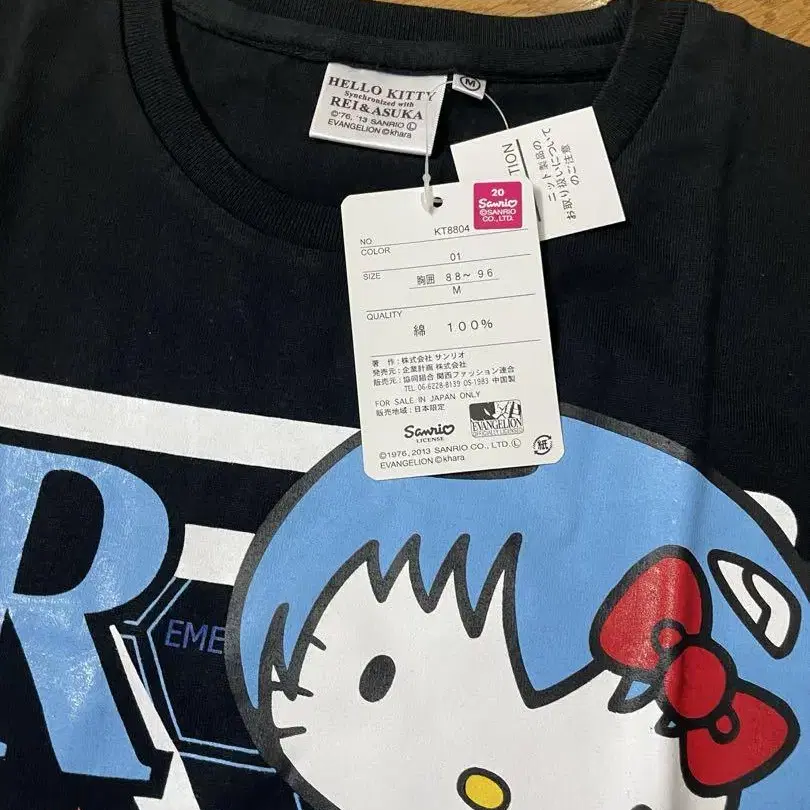 HELLO KITTY
Synchronized with
REI & ASUKA
©'76, '13 SANRIO Ⓛ
EVANGELION ©khara
M
ニット製品の
お取り扱いについて
のご注意
20
Sanrio
©SANRIO
CO., LTD.
NO KT8804
COLOR
01
SIZE
胸囲 88～96
M
QUALITY
綿 100%
著 作：株式会社 サンリオ
発売元：企業計画 株式会社
販売元：協同組合 関西ファッション連合
TEL.06-6228-8139 OS-1983 中国製
FOR SALE IN JAPAN ONLY
販売地域：日本限定
Sanrio
LICENSE
EVANGELION
紙
©1976, 2013 SANRIO CO., LTD. Ⓛ
EVANGELION ©khara
R
EME